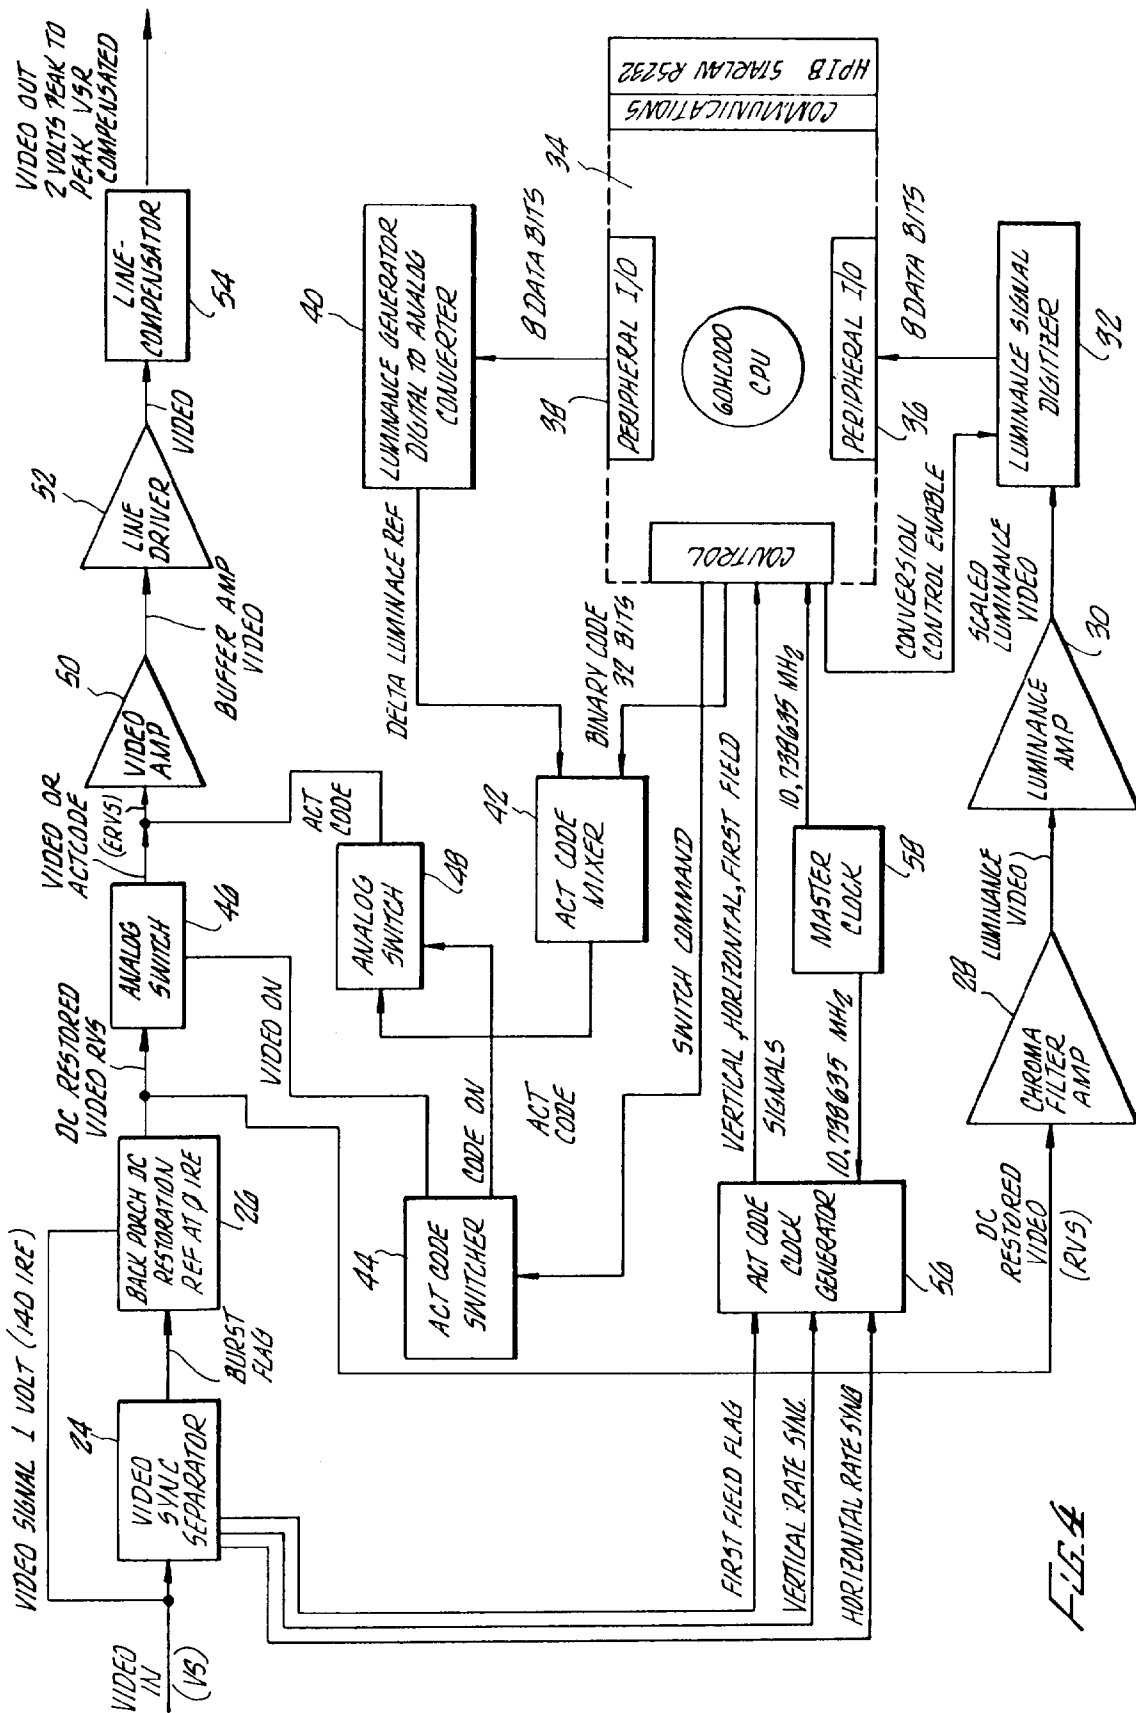 VIDEO IN
(VS)
VIDEO SIGNAL 1 VOLT (140 IRE)
24
VIDEO
SYNC
SEPARATOR
BURST
FLAG
BACK PORCH DC
RESTORATION
REF AT Ø IRE
26
DC RESTORED
VIDEO RVS
ANALOG
SWITCH
46
VIDEO OR
ACTCODE
(ERVS)
50
VIDEO
AMP
BUFFER AMP
VIDEO
52
LINE
DRIVER
VIDEO
LINE-
COMPENSATOR
54
VIDEO OUT
2 VOLTS PEAK TO
PEAK VSR
COMPENSATED
VIDEO ON
44
ACT CODE
SWITCHER
CODE ON
ACT
CODE
ANALOG
SWITCH
48
ACT
CODE
42
ACT CODE
MIXER
DELTA LUMINACE REF
BINARY CODE
32 BITS
40
LUMINANCE GENERATOR
DIGITAL TO ANALOG
CONVERTER
8 DATA BITS
38
PERIPHERAL I/O
34
COMMUNICATIONS
HPIB STARLAN RS232
60HC000
CPU
CONTROL
PERIPHERAL I/O
36
8 DATA BITS
SWITCH COMMAND
VERTICAL, HORIZONTAL, FIRST FIELD
SIGNALS
10.738635 MHZ
MASTER
CLOCK
58
10.738635 MHZ
ACT CODE
CLOCK
GENERATOR
56
FIRST FIELD FLAG
VERTICAL RATE SYNC.
HORIZONTAL RATE SYNC
DC
RESTORED
VIDEO
(RVS)
28
CHROMA
FILTER
AMP
LUMINANCE
VIDEO
LUMINANCE
AMP
30
SCALED
LUMINANCE
VIDEO
CONVERSION
CONTROL ENABLE
LUMINANCE SIGNAL
DIGITIZER
32
FIG. 4